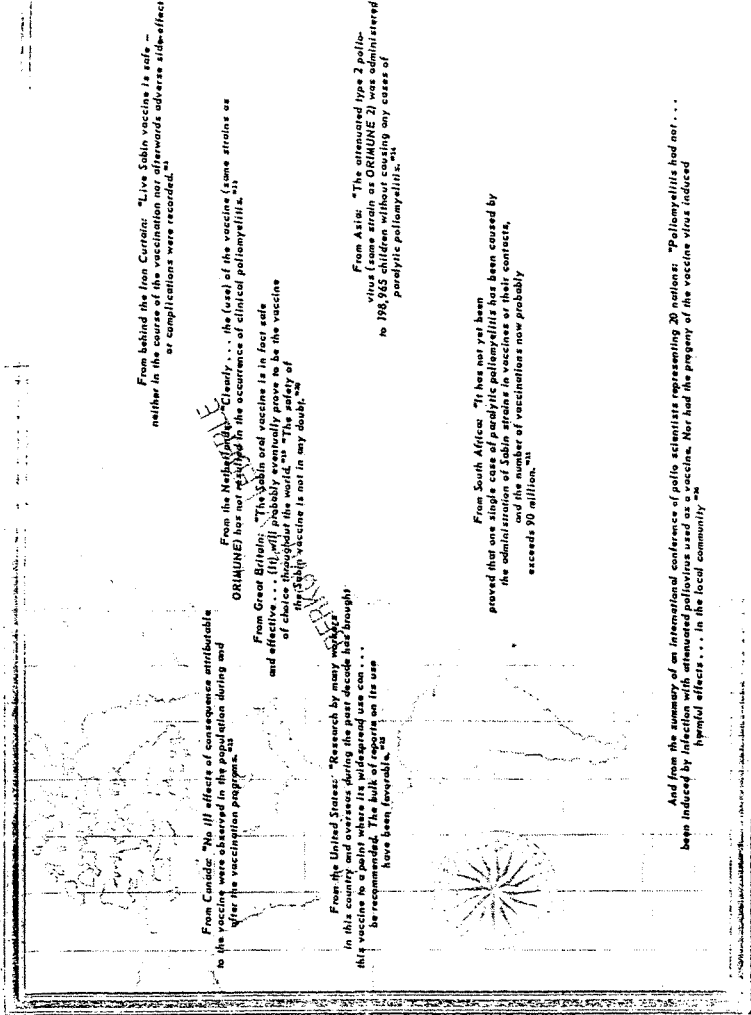 From behind the Iron Curtain: "Live Sabin vaccine is safe —
neither in the course of the vaccination nor afterwards adverse side-effect
or complications were recorded."
From Canada: "No ill effects of consequence attributable
to the vaccine were observed in the population during and
after the vaccination programs."
From the Netherlands: "Clearly . . . the (use) of the vaccine (same strains as
ORIMUNE) has not resulted in the occurrence of clinical poliomyelitis."
From Great Britain: "The Sabin oral vaccine is in fact safe
and effective . . . (It) will probably eventually prove to be the vaccine
of choice throughout the world." "The safety of
the Sabin vaccine is not in any doubt."
From the United States: "Research by many workers
in this country and overseas during the past decade has brought
this vaccine to a point where its widespread use can . . .
be recommended. The bulk of reports on its use
have been favorable."
From Asia: "The attenuated type 2 polio-
virus (same strain as ORIMUNE 2) was administered
to 198,965 children without causing any cases of
paralytic poliomyelitis."
From South Africa: "It has not yet been
proved that one single case of paralytic poliomyelitis has been caused by
the administration of Sabin strains in vaccines or their contacts,
and the number of vaccinations now probably
exceeds 90 million."
And from the summary of an international conference of polio scientists representing 20 nations: "Poliomyelitis had not . . .
been induced by infection with attenuated poliovirus used as a vaccine. Nor had the progeny of the vaccine virus induced
harmful effects . . . in the local community"